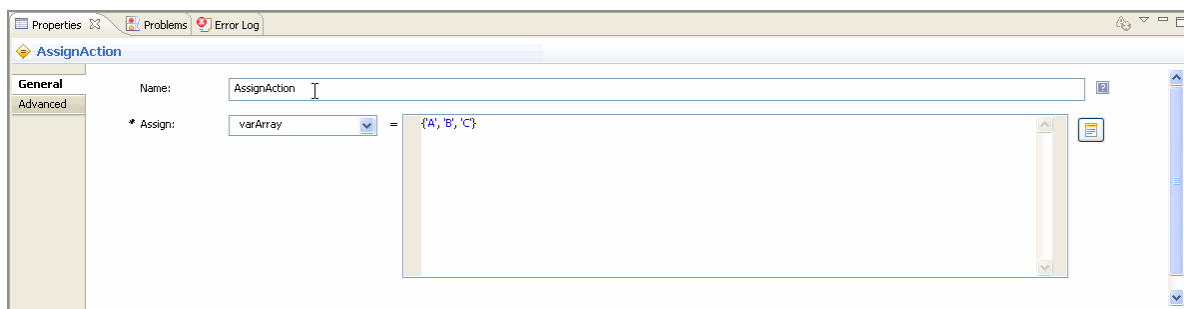 Properties Problems Error Log
AssignAction
General
Name: AssignAction
Advanced
* Assign: varArray = {'A', 'B', 'C'}